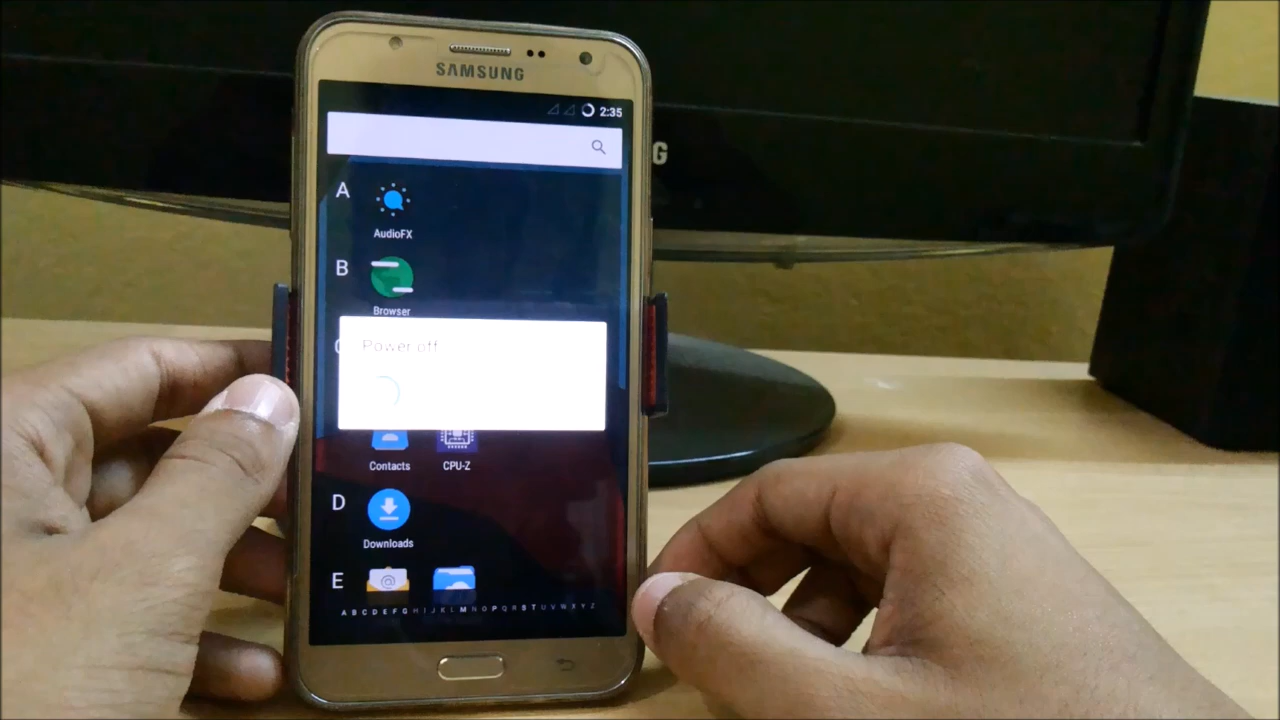 SAMSUNG
2:35
G
A
AudioFX
B
Browser
Power off
Contacts CPU-Z
D
Downloads
E
A B C D E F G H I J K L M N O P Q R S T U V W X Y Z